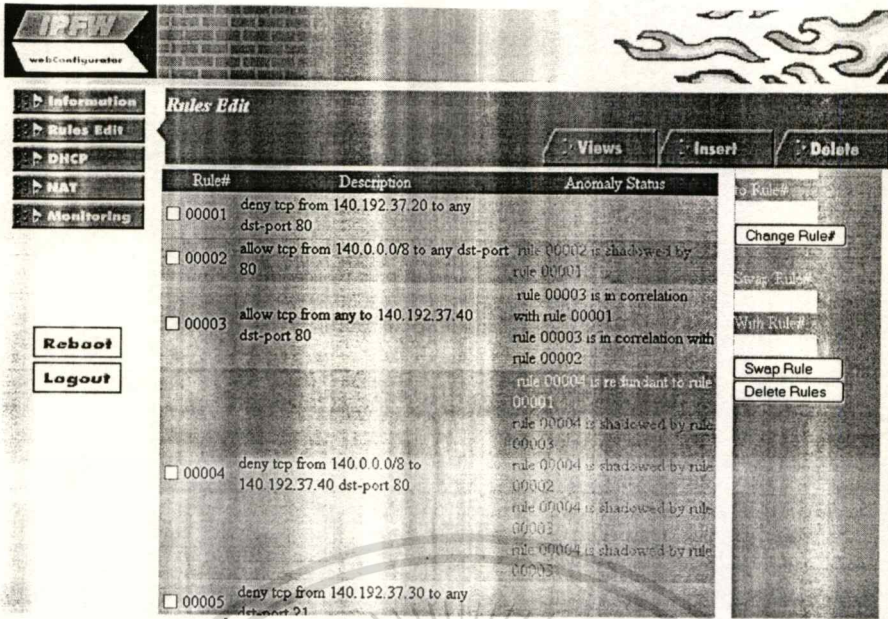 IPFW
webConfigurator
Information
Rules Edit
DHCP
NAT
Monitoring
Reboot
Logout
Rules Edit
Views
Insert
Delete
Rule#
Description
Anomaly Status
00001
deny tcp from 140.192.37.20 to any
dst-port 80
00002
allow tcp from 140.0.0.0/8 to any dst-port
80
rule 00002 is shadowed by
rule 00001
00003
allow tcp from any to 140.192.37.40
dst-port 80
rule 00003 is in correlation
with rule 00001
rule 00003 is in correlation with
rule 00002
00004
deny tcp from 140.0.0.0/8 to
140.192.37.40 dst-port 80
rule 00004 is re fundant to rule
00001
rule 00004 is shadowed by rule
00003
rule 00004 is shadowed by rule
00002
rule 00004 is shadowed by rule
00003
rule 00004 is shadowed by rule
00003
00005
deny tcp from 140.192.37.30 to any
dst-port 21
to Rule#
Change Rule#
Swap Rule#
With Rule#
Swap Rule
Delete Rules